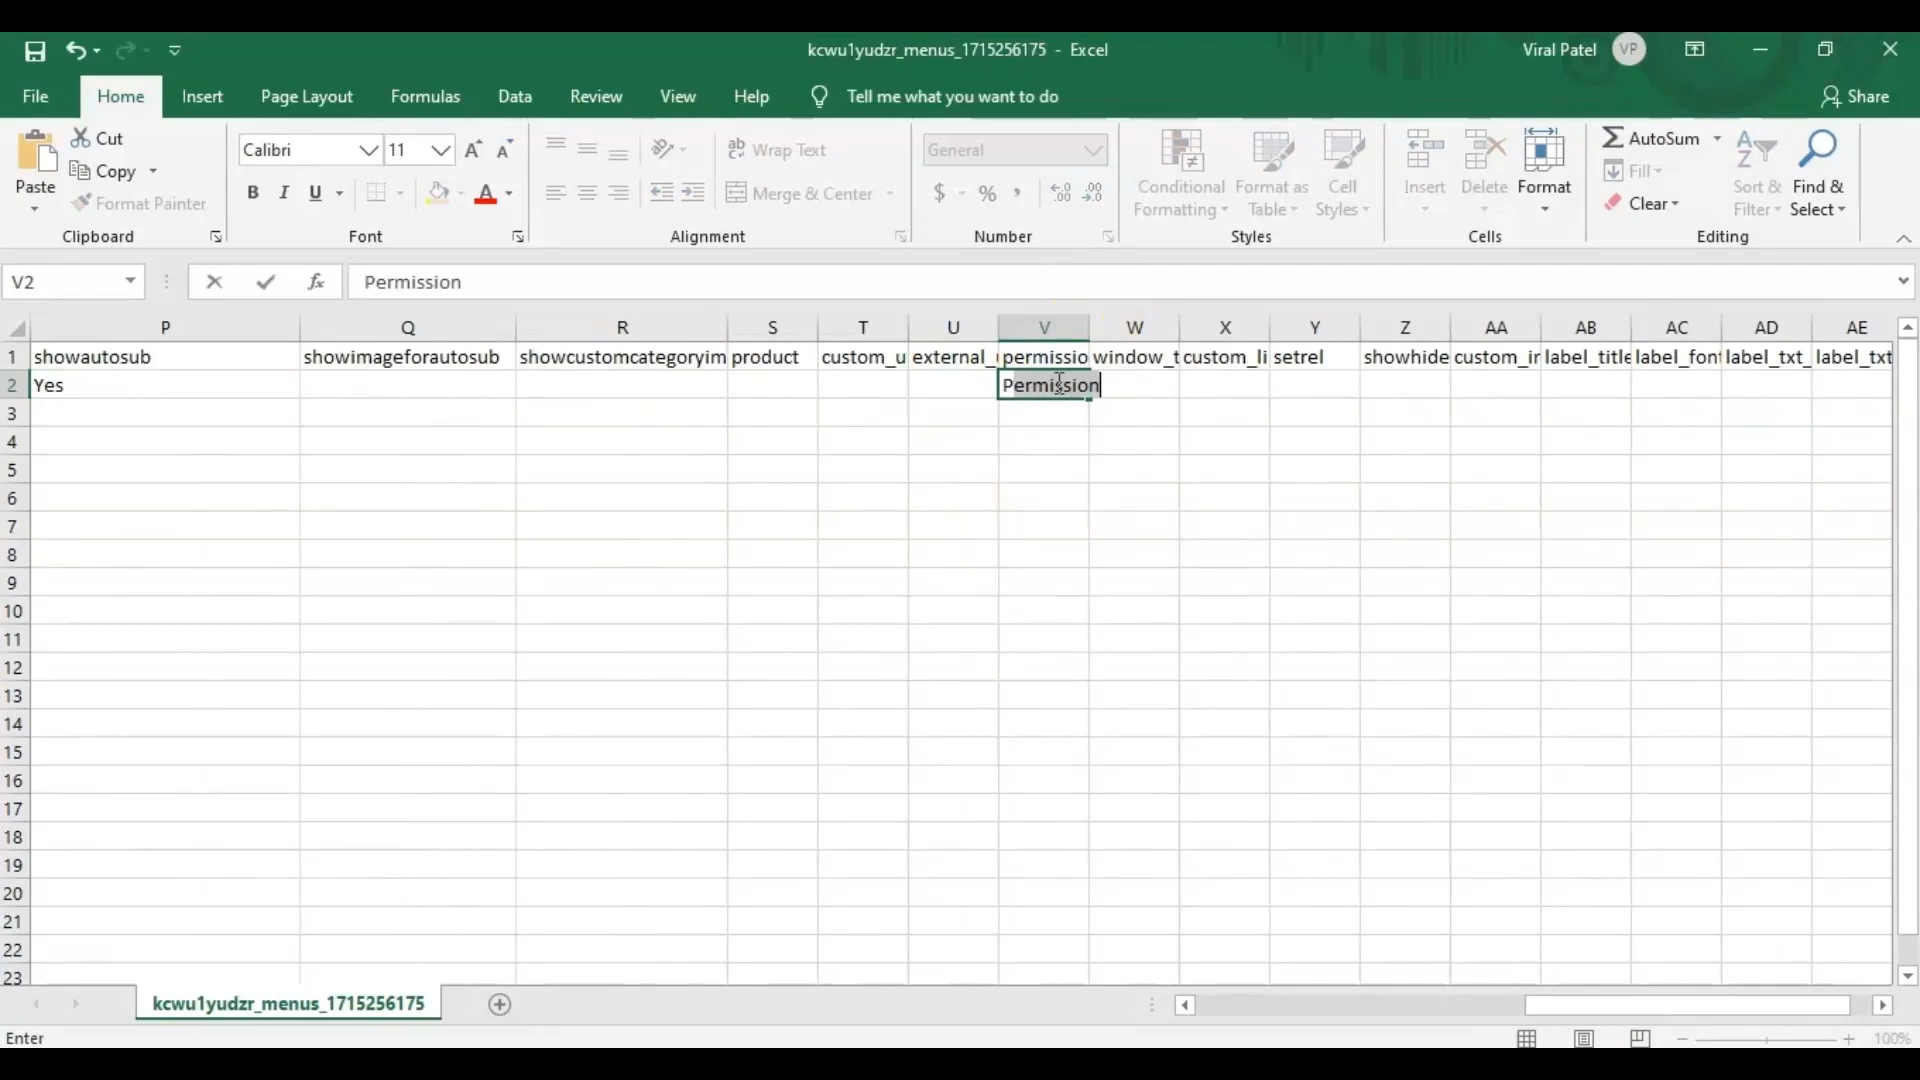 kcwu1yudzr_menus_1715256175 - Excel
Viral Patel VP
File Home Insert Page Layout Formulas Data Review View Help Tell me what you want to do Share
Paste Cut Copy Format Painter
Calibri 11 A A
B I U A
Wrap Text
Merge & Center
General
$ % , .0 .00
Conditional Formatting
Format as Table
Cell Styles
Insert Delete Format
AutoSum
Fill
Clear
Sort & Filter
Find & Select
Clipboard Font Alignment Number Styles Cells Editing
V2 fx Permission
P Q R S T U V W X Y Z AA AB AC AD AE
1 showautosub showimageforautosub showcustomcategoryim product custom_u external_ permissio window_t custom_li setrel showhide custom_ir label_title label_font label_txt_ label_txt
2 Yes Permission
3
4
5
6
7
8
9
10
11
12
13
14
15
16
17
18
19
20
21
22
23
kcwu1yudzr_menus_1715256175
Enter 100%